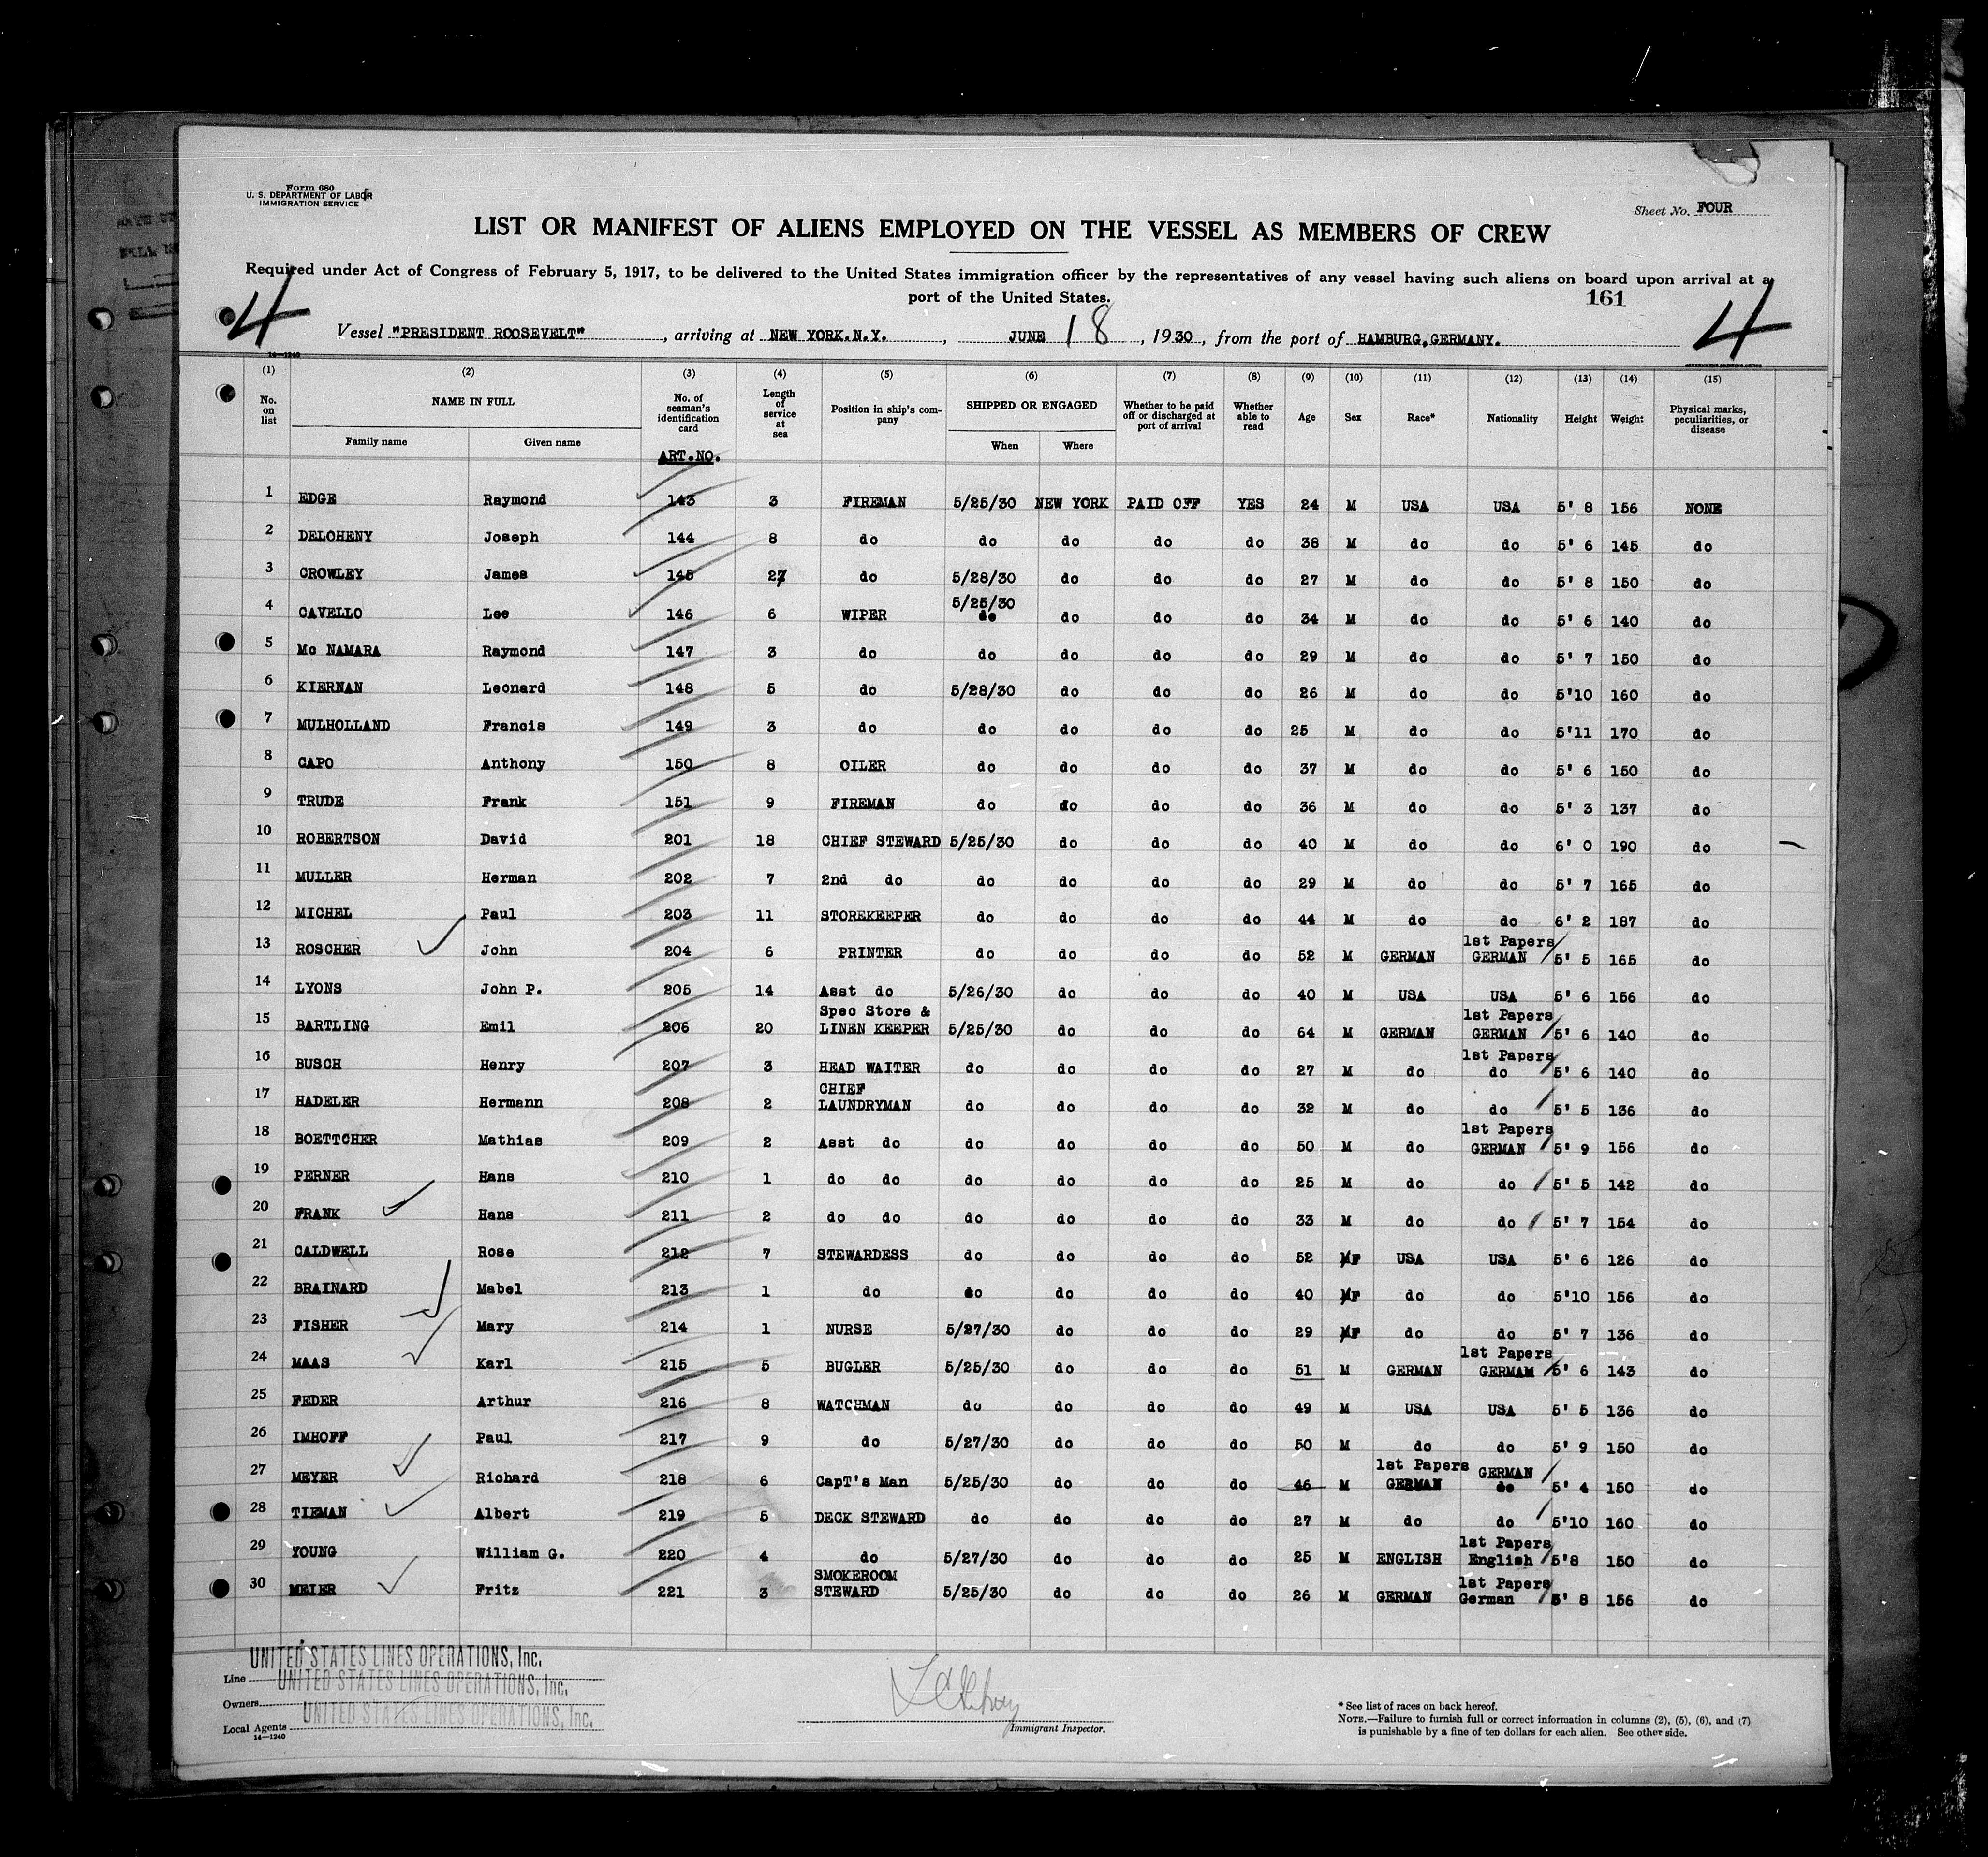 Form 680
U. S. DEPARTMENT OF LABOR
IMMIGRATION SERVICE
Sheet No. FOUR
LIST OR MANIFEST OF ALIENS EMPLOYED ON THE VESSEL AS MEMBERS OF CREW
Required under Act of Congress of February 5, 1917, to be delivered to the United States immigration officer by the representatives of any vessel having such aliens on board upon arrival at a
port of the United States.
161
4 4
Vessel "PRESIDENT ROOSEVELT" , arriving at NEW YORK.N.Y. , JUNE 18 , 1930 , from the port of HAMBURG,GERMANY.
14—1240
(1) (2) (3) (4) (5) (6) (7) (8) (9) (10) (11) (12) (13) (14) (15)
No. on list NAME IN FULL Family name Given name No. of seaman's identification card Length of service at sea Position in ship's company SHIPPED OR ENGAGED When Where Whether to be paid off or discharged at port of arrival Whether able to read Age Sex Race* Nationality Height Weight Physical marks, peculiarities, or disease
ART.NO.
1 EDGE Raymond 143 3 FIREMAN 5/25/30 NEW YORK PAID OFF YES 24 M USA USA 5' 8 156 NONE
2 DELOHENY Joseph 144 8 do do do do do 38 M do do 5' 6 145 do
3 CROWLEY James 145 27 do 5/28/30 do do do 27 M do do 5' 8 150 do
4 CAVELLO Lee 146 6 WIPER 5/25/30 do do do do 34 M do do 5' 6 140 do
5 Mc NAMARA Raymond 147 3 do do do do do 29 M do do 5' 7 150 do
6 KIERNAN Leonard 148 5 do 5/28/30 do do do 26 M do do 5'10 160 do
7 MULHOLLAND Francis 149 3 do do do do do 25 M do do 5'11 170 do
8 CAPO Anthony 150 8 OILER do do do do 37 M do do 5' 6 150 do
9 TRUDE Frank 151 9 FIREMAN do do do do 36 M do do 5' 3 137 do
10 ROBERTSON David 201 18 CHIEF STEWARD 5/25/30 do do do 40 M do do 6' 0 190 do
11 MULLER Herman 202 7 2nd do do do do do 29 M do do 5' 7 165 do
12 MICHEL Paul 203 11 STOREKEEPER do do do do 44 M do do 6' 2 187 do
13 ROSCHER John 204 6 PRINTER do do do do 52 M GERMAN 1st Papers GERMAN 5' 5 165 do
14 LYONS John P. 205 14 Asst do 5/26/30 do do do 40 M USA USA 5' 6 156 do
15 BARTLING Emil 206 20 Spec Store & LINEN KEEPER 5/25/30 do do do 64 M GERMAN 1st Papers GERMAN 5' 6 140 do
16 BUSCH Henry 207 3 HEAD WAITER do do do do 27 M do 1st Papers do 5' 6 140 do
17 HADELER Hermann 208 2 CHIEF LAUNDRYMAN do do do do 32 M do do 5' 5 136 do
18 BOETTCHER Mathias 209 2 Asst do do do do do 50 M do 1st Papers GERMAN 5' 9 156 do
19 PERNER Hans 210 1 do do do do do do 25 M do do 5' 5 142 do
20 FRANK Hans 211 2 do do do do do do 33 M do do 5' 7 154 do
21 CALDWELL Rose 212 7 STEWARDESS do do do do 52 MF USA USA 5' 6 126 do
22 BRAINARD Mabel 213 1 do do do do do 40 MF do do 5'10 156 do
23 FISHER Mary 214 1 NURSE 5/27/30 do do do 29 MF do do 5' 7 136 do
24 MAAS Karl 215 5 BUGLER 5/25/30 do do do 51 M GERMAN 1st Papers GERMAM 5' 6 143 do
25 FEDER Arthur 216 8 WATCHMAN do do do do 49 M USA USA 5' 5 136 do
26 IMHOFF Paul 217 9 do 5/27/30 do do do 50 M do do 5' 9 150 do
27 MEYER Richard 218 6 CapT's Man 5/25/30 do do do 46 M 1st Papers GERMAN GERMAN do 5' 4 150 do
28 TIEMAN Albert 219 5 DECK STEWARD do do do do 27 M do do 5'10 160 do
29 YOUNG William G. 220 4 do 5/27/30 do do do 25 M ENGLISH 1st Papers English 5'8 150 do
30 MEIER Fritz 221 3 SMOKEROOM STEWARD 5/25/30 do do do 26 M GERMAN 1st Papers German 5' 8 156 do
Line UNITED STATES LINES OPERATIONS, Inc.
Owners UNITED STATES LINES OPERATIONS, Inc.
Local Agents UNITED STATES LINES OPERATIONS, Inc.
14—1240
Immigrant Inspector.
* See list of races on back hereof.
NOTE.—Failure to furnish full or correct information in columns (2), (5), (6), and (7)
is punishable by a fine of ten dollars for each alien. See other side.